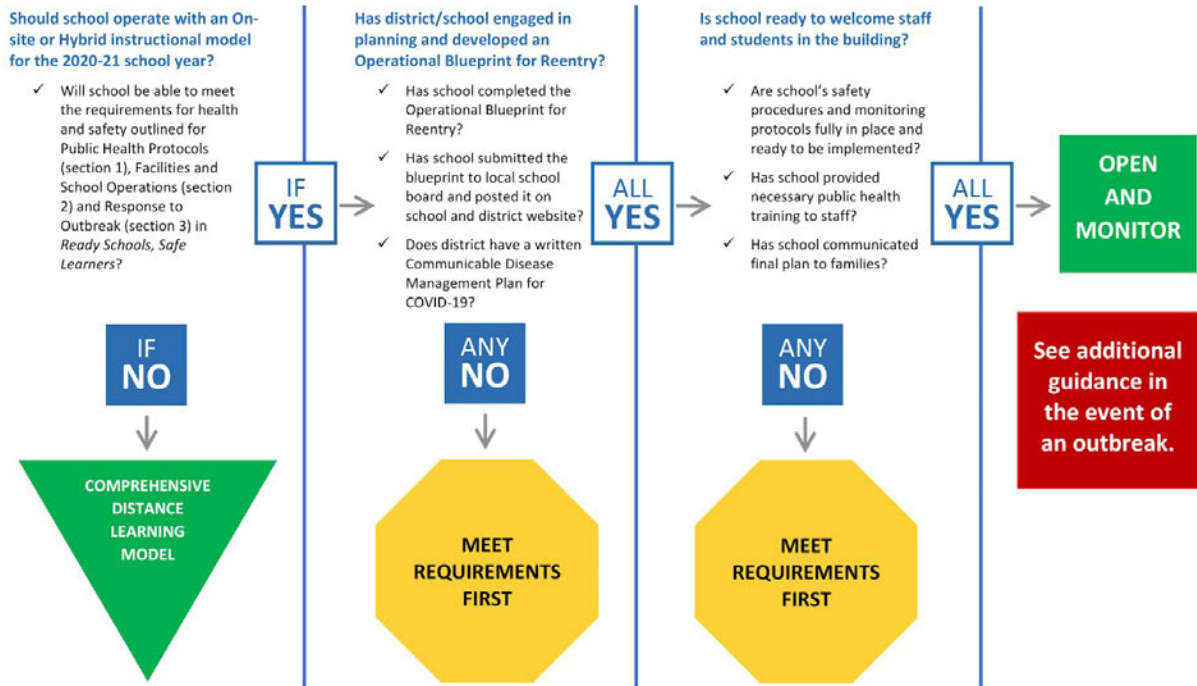 Should school operate with an On-
site or Hybrid instructional model
for the 2020-21 school year?
✓ Will school be able to meet
the requirements for health
and safety outlined for
Public Health Protocols
(section 1), Facilities and
School Operations (section
2) and Response to
Outbreak (section 3) in
Ready Schools, Safe
Learners?
IF
YES
IF
NO
COMPREHENSIVE
DISTANCE
LEARNING
MODEL
Has district/school engaged in
planning and developed an
Operational Blueprint for Reentry?
✓ Has school completed the
Operational Blueprint for
Reentry?
✓ Has school submitted the
blueprint to local school
board and posted it on
school and district website?
✓ Does district have a written
Communicable Disease
Management Plan for
COVID-19?
ALL
YES
ANY
NO
MEET
REQUIREMENTS
FIRST
Is school ready to welcome staff
and students in the building?
✓ Are school's safety
procedures and monitoring
protocols fully in place and
ready to be implemented?
✓ Has school provided
necessary public health
training to staff?
✓ Has school communicated
final plan to families?
ALL
YES
ANY
NO
MEET
REQUIREMENTS
FIRST
OPEN
AND
MONITOR
See additional
guidance in
the event of
an outbreak.